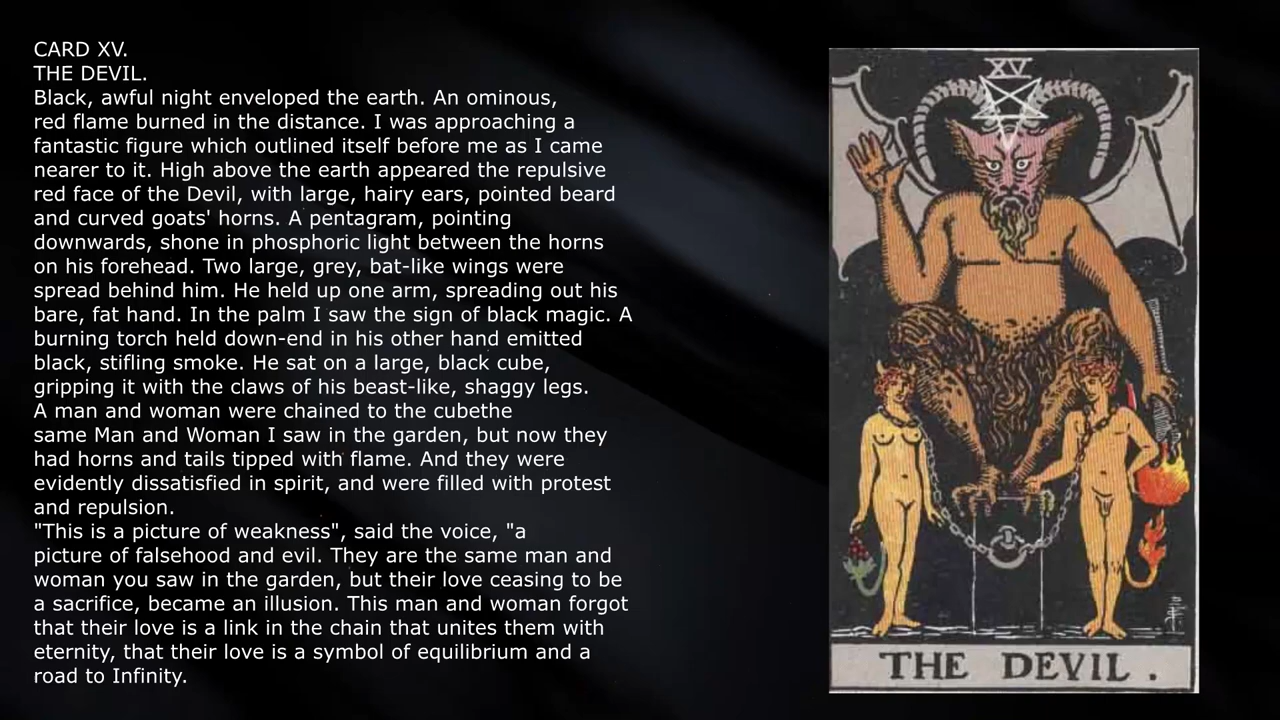 CARD XV.
THE DEVIL.
Black, awful night enveloped the earth. An ominous,
red flame burned in the distance. I was approaching a
fantastic figure which outlined itself before me as I came
nearer to it. High above the earth appeared the repulsive
red face of the Devil, with large, hairy ears, pointed beard
and curved goats' horns. A pentagram, pointing
downwards, shone in phosphoric light between the horns
on his forehead. Two large, grey, bat-like wings were
spread behind him. He held up one arm, spreading out his
bare, fat hand. In the palm I saw the sign of black magic. A
burning torch held down-end in his other hand emitted
black, stifling smoke. He sat on a large, black cube,
gripping it with the claws of his beast-like, shaggy legs.
A man and woman were chained to the cubethe
same Man and Woman I saw in the garden, but now they
had horns and tails tipped with flame. And they were
evidently dissatisfied in spirit, and were filled with protest
and repulsion.
"This is a picture of weakness", said the voice, "a
picture of falsehood and evil. They are the same man and
woman you saw in the garden, but their love ceasing to be
a sacrifice, became an illusion. This man and woman forgot
that their love is a link in the chain that unites them with
eternity, that their love is a symbol of equilibrium and a
road to Infinity.
XV
THE DEVIL.